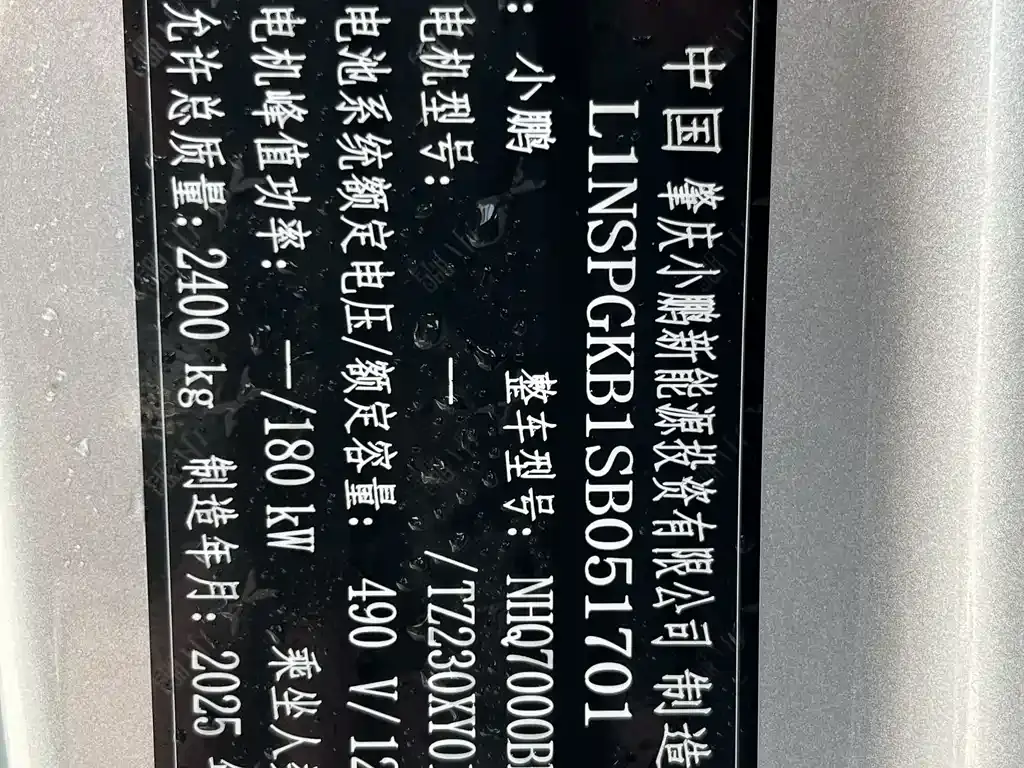 中国 肇庆小鹏新能源投资有限公司 制造
L1NSPGKB1SB051701
: 小鹏 整车型号: NHQ7000B
电机型号: — /TZ230XY0
电池系统额定电压/额定容量: 490 V/12
电机峰值功率: —/180 kW 乘坐人
允许总质量: 2400 kg 制造年月: 2025